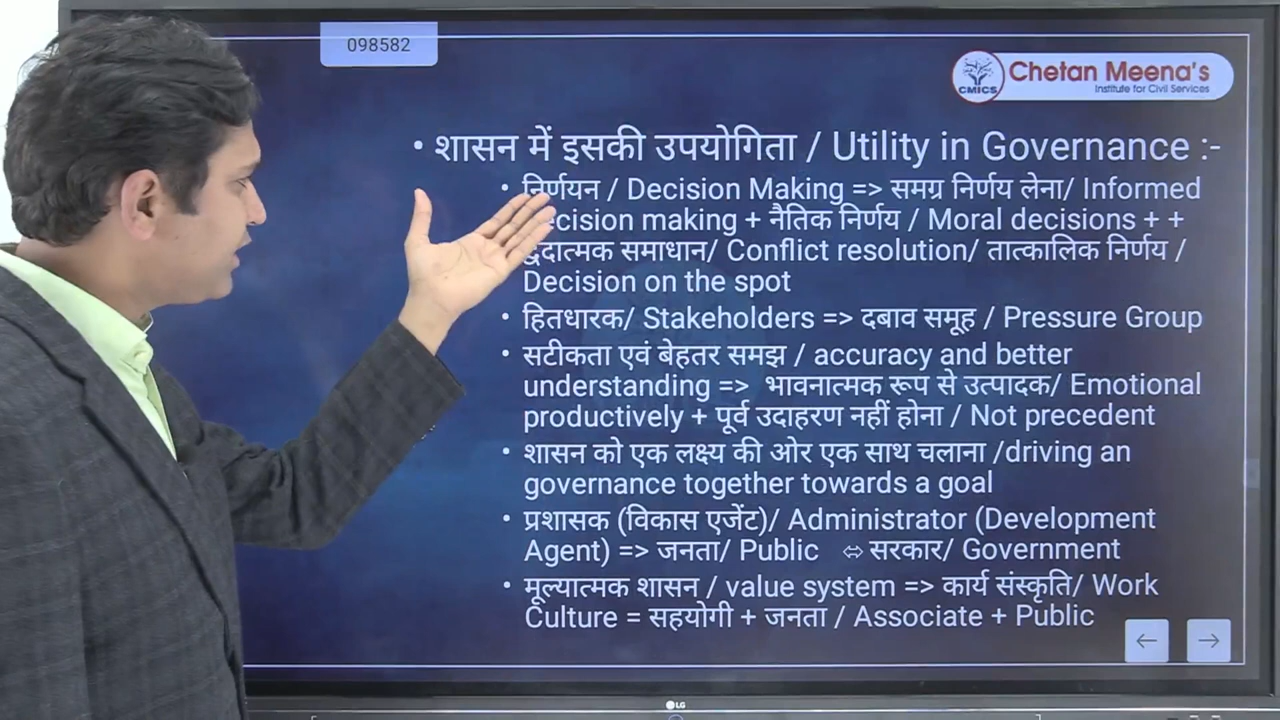 098582
Chetan Meena's
Institute for Civil Services
CMICS
• शासन में इसकी उपयोगिता / Utility in Governance :-
• निर्णयन / Decision Making => समग्र निर्णय लेना/ Informed
ecision making + नैतिक निर्णय / Moral decisions + +
द्वंदात्मक समाधान/ Conflict resolution/ तात्कालिक निर्णय /
Decision on the spot
• हितधारक/ Stakeholders => दबाव समूह / Pressure Group
• सटीकता एवं बेहतर समझ / accuracy and better
understanding => भावनात्मक रूप से उत्पादक/ Emotional
productively + पूर्व उदाहरण नहीं होना / Not precedent
• शासन को एक लक्ष्य की ओर एक साथ चलाना /driving an
governance together towards a goal
• प्रशासक (विकास एजेंट)/ Administrator (Development
Agent) => जनता/ Public ⇔ सरकार/ Government
• मूल्यात्मक शासन / value system => कार्य संस्कृति/ Work
Culture = सहयोगी + जनता / Associate + Public
← →
LG